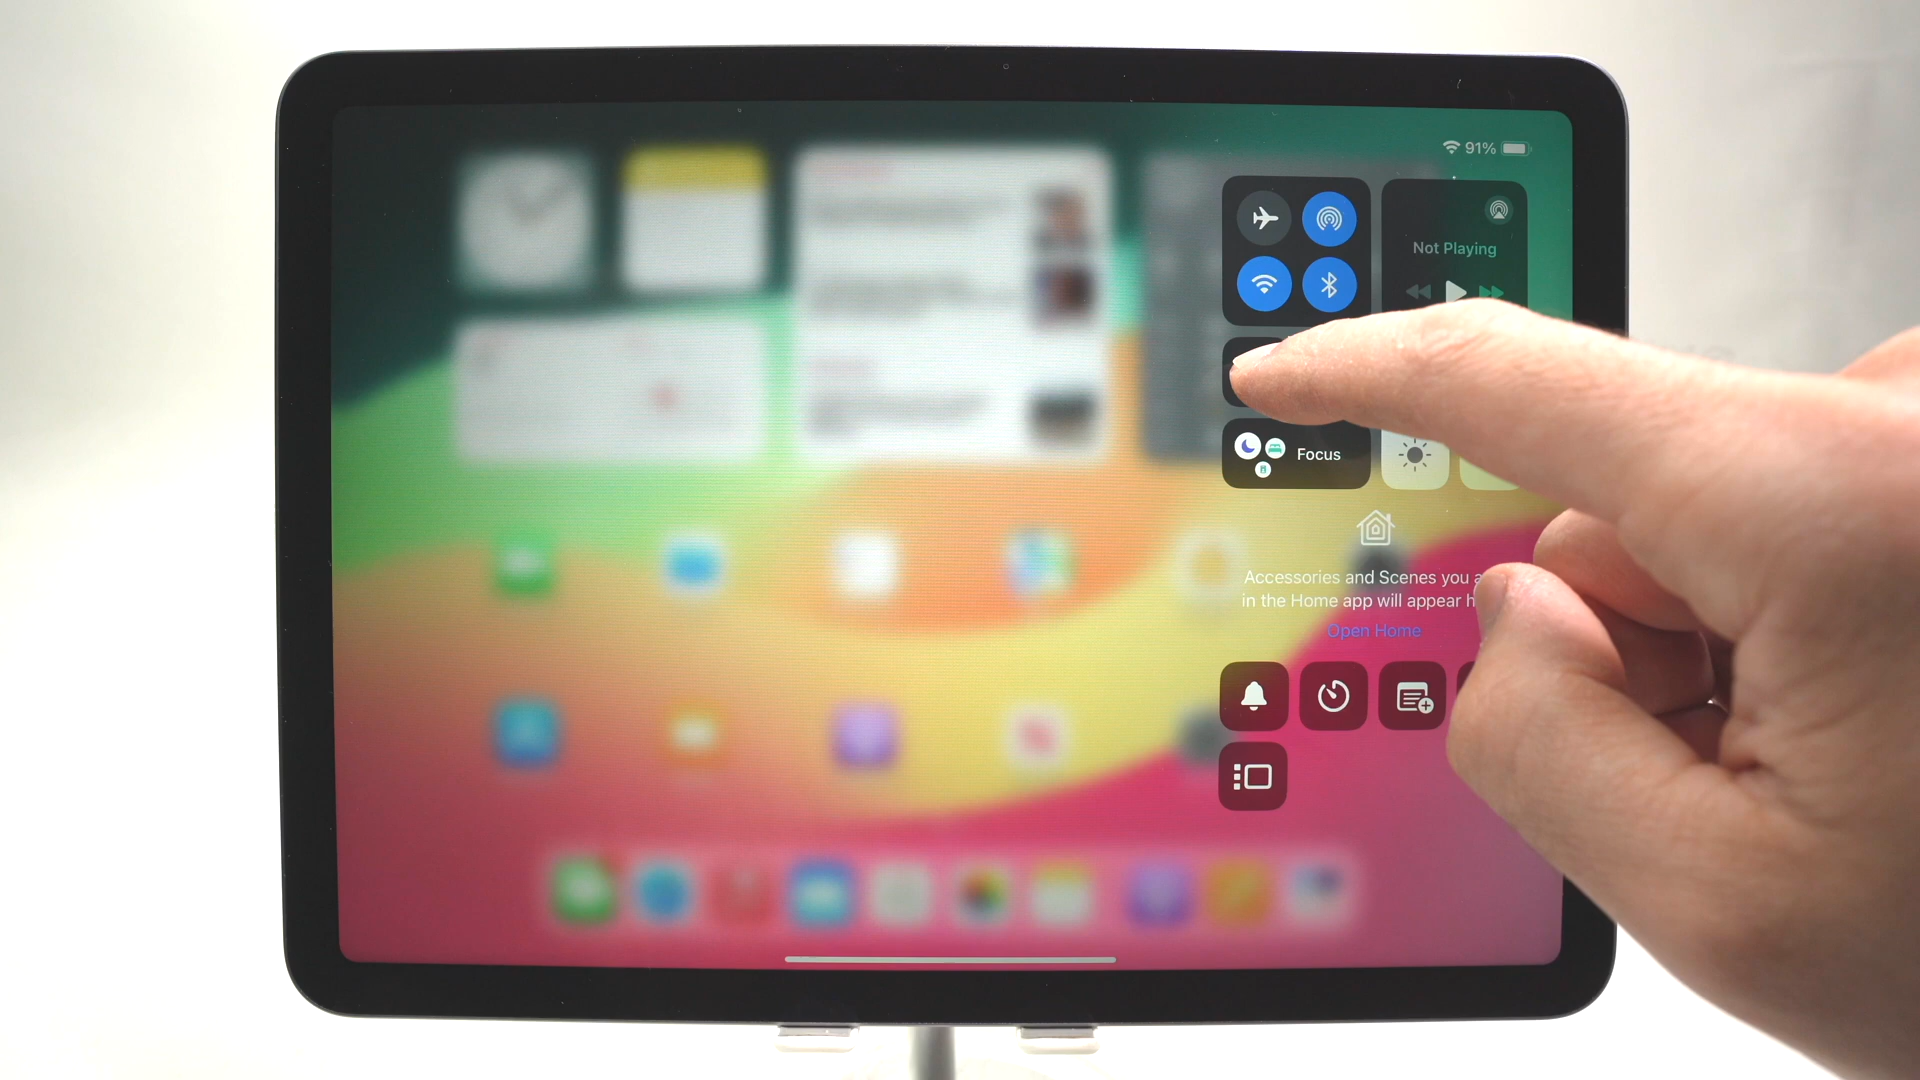 91%
Not Playing
Focus
Accessories and Scenes you
in the Home app will appear
Open Home